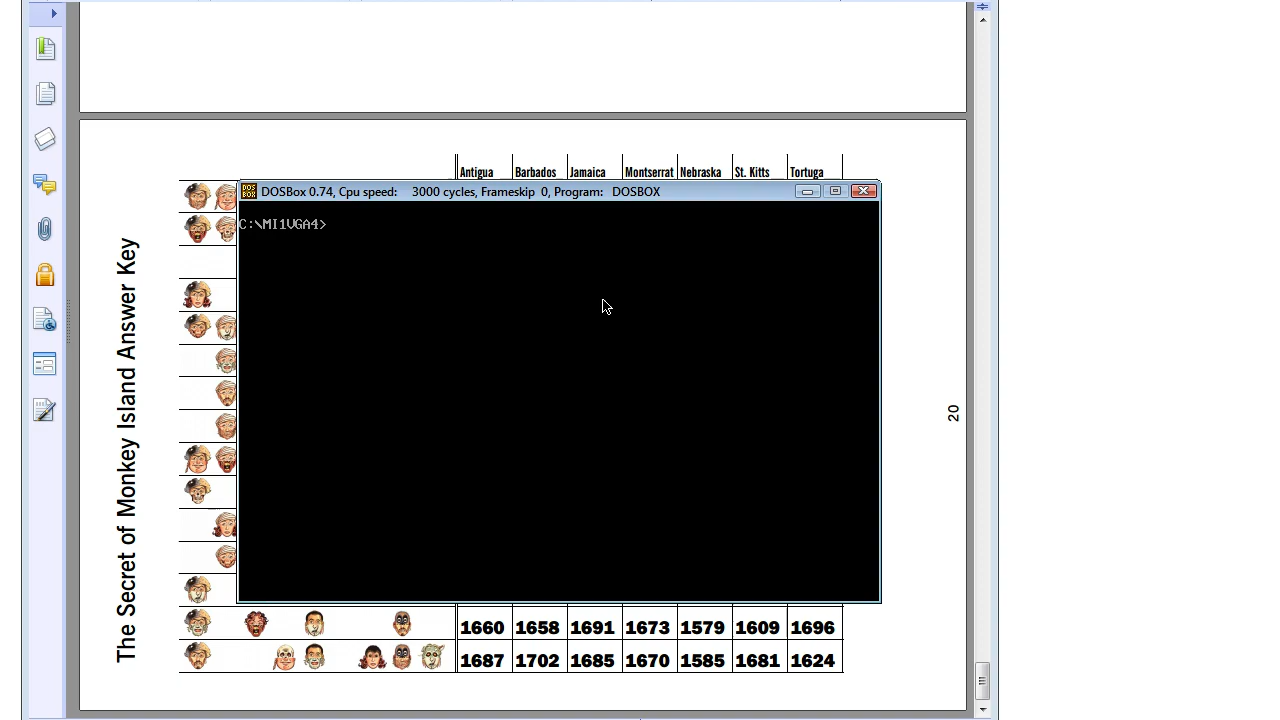 Antigua Barbados Jamaica Montserrat Nebraska St. Kitts Tortuga
DOSBox 0.74, Cpu speed: 3000 cycles, Frameskip 0, Program: DOSBOX
C:\MI1VGA4>
The Secret of Monkey Island Answer Key
20
1660 1658 1691 1673 1579 1609 1696
1687 1702 1685 1670 1585 1681 1624